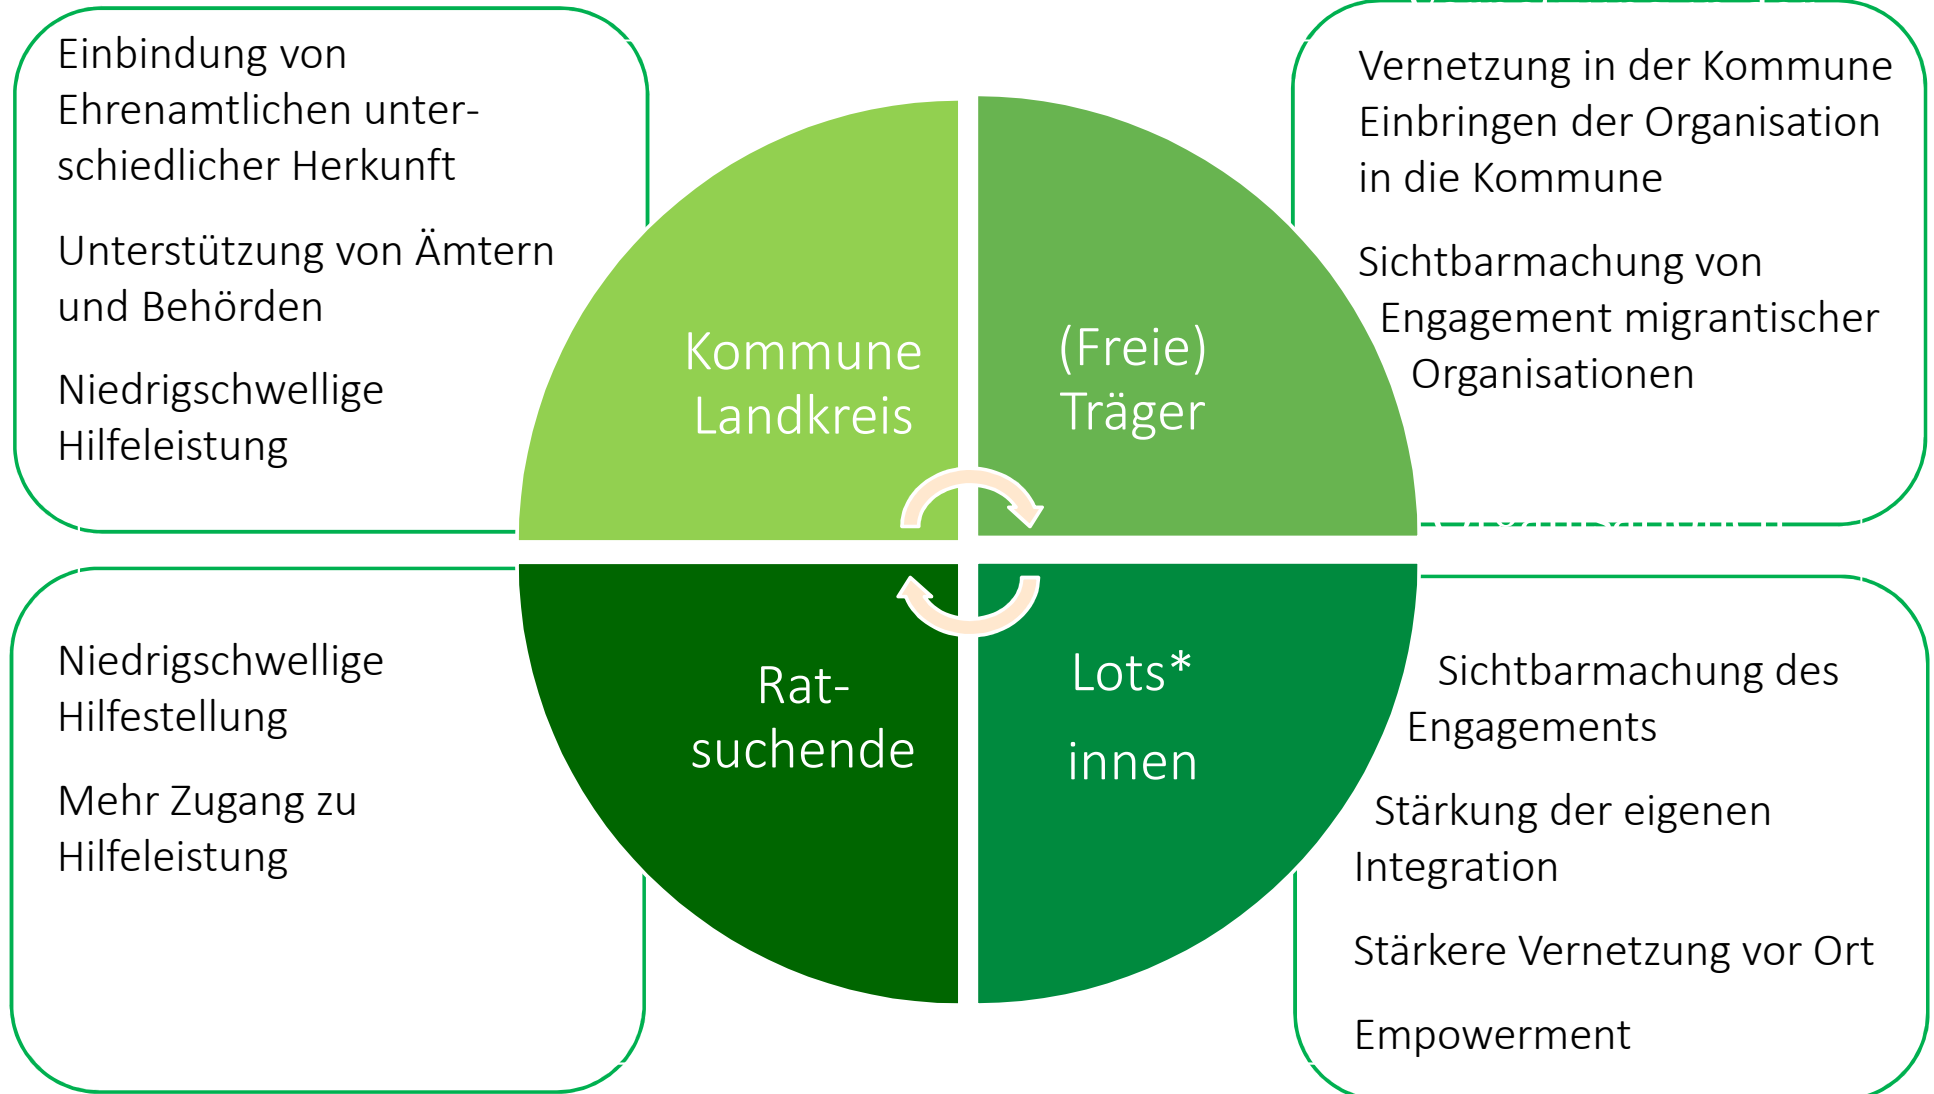 Einbindung von
Ehrenamtlichen unter-
schiedlicher Herkunft
Unterstützung von Ämtern
und Behörden
Niedrigschwellige
Hilfeleistung
Kommune
Landkreis
(Freie)
Träger
Vernetzung in der Kommune
Einbringen der Organisation
in die Kommune
Sichtbarmachung von
Engagement migrantischer
Organisationen
Niedrigschwellige
Hilfestellung
Mehr Zugang zu
Hilfeleistung
Rat-
suchende
Lots*
innen
Sichtbarmachung des
Engagements
Stärkung der eigenen
Integration
Stärkere Vernetzung vor Ort
Empowerment